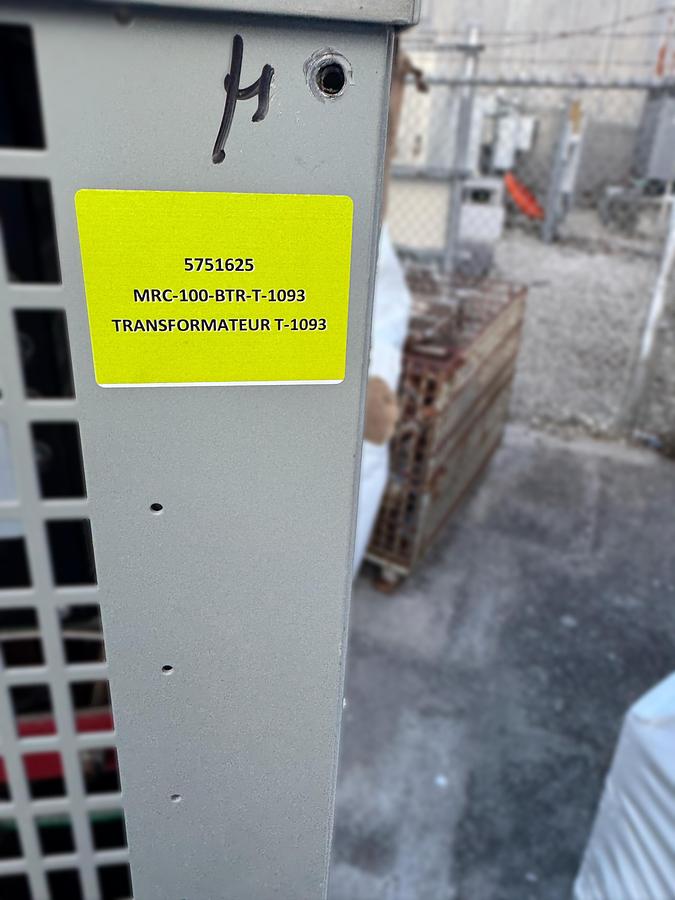 5751625
MRC-100-BTR-T-1093
TRANSFORMATEUR T-1093